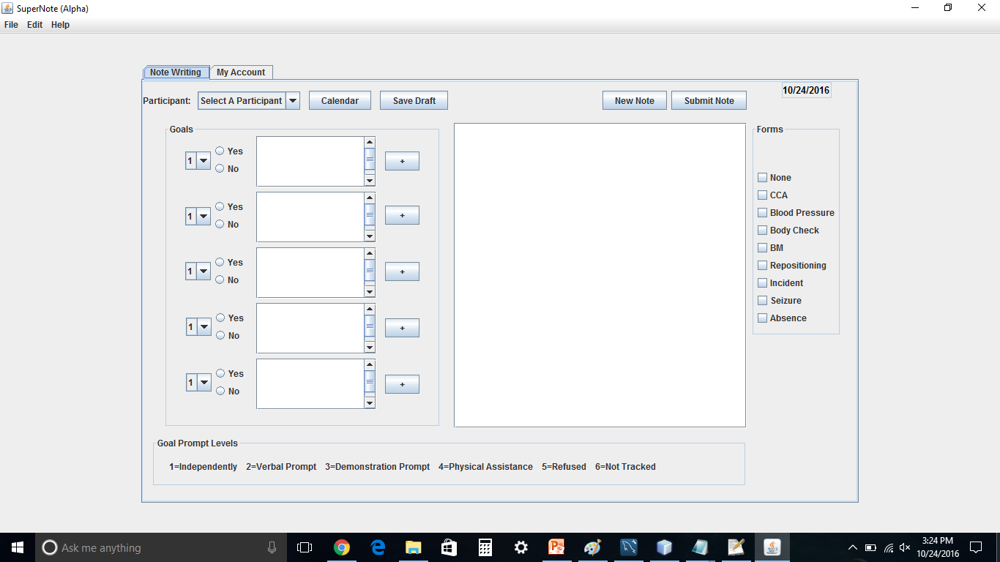 SuperNote (Alpha)
File Edit Help
Note Writing My Account
Participant: Select A Participant Calendar Save Draft New Note Submit Note 10/24/2016
Goals
1 Yes
No
+
1 Yes
No
+
1 Yes
No
+
1 Yes
No
+
1 Yes
No
+
Forms
None
CCA
Blood Pressure
Body Check
BM
Repositioning
Incident
Seizure
Absence
Goal Prompt Levels
1=Independently 2=Verbal Prompt 3=Demonstration Prompt 4=Physical Assistance 5=Refused 6=Not Tracked
Ask me anything
3:24 PM
10/24/2016